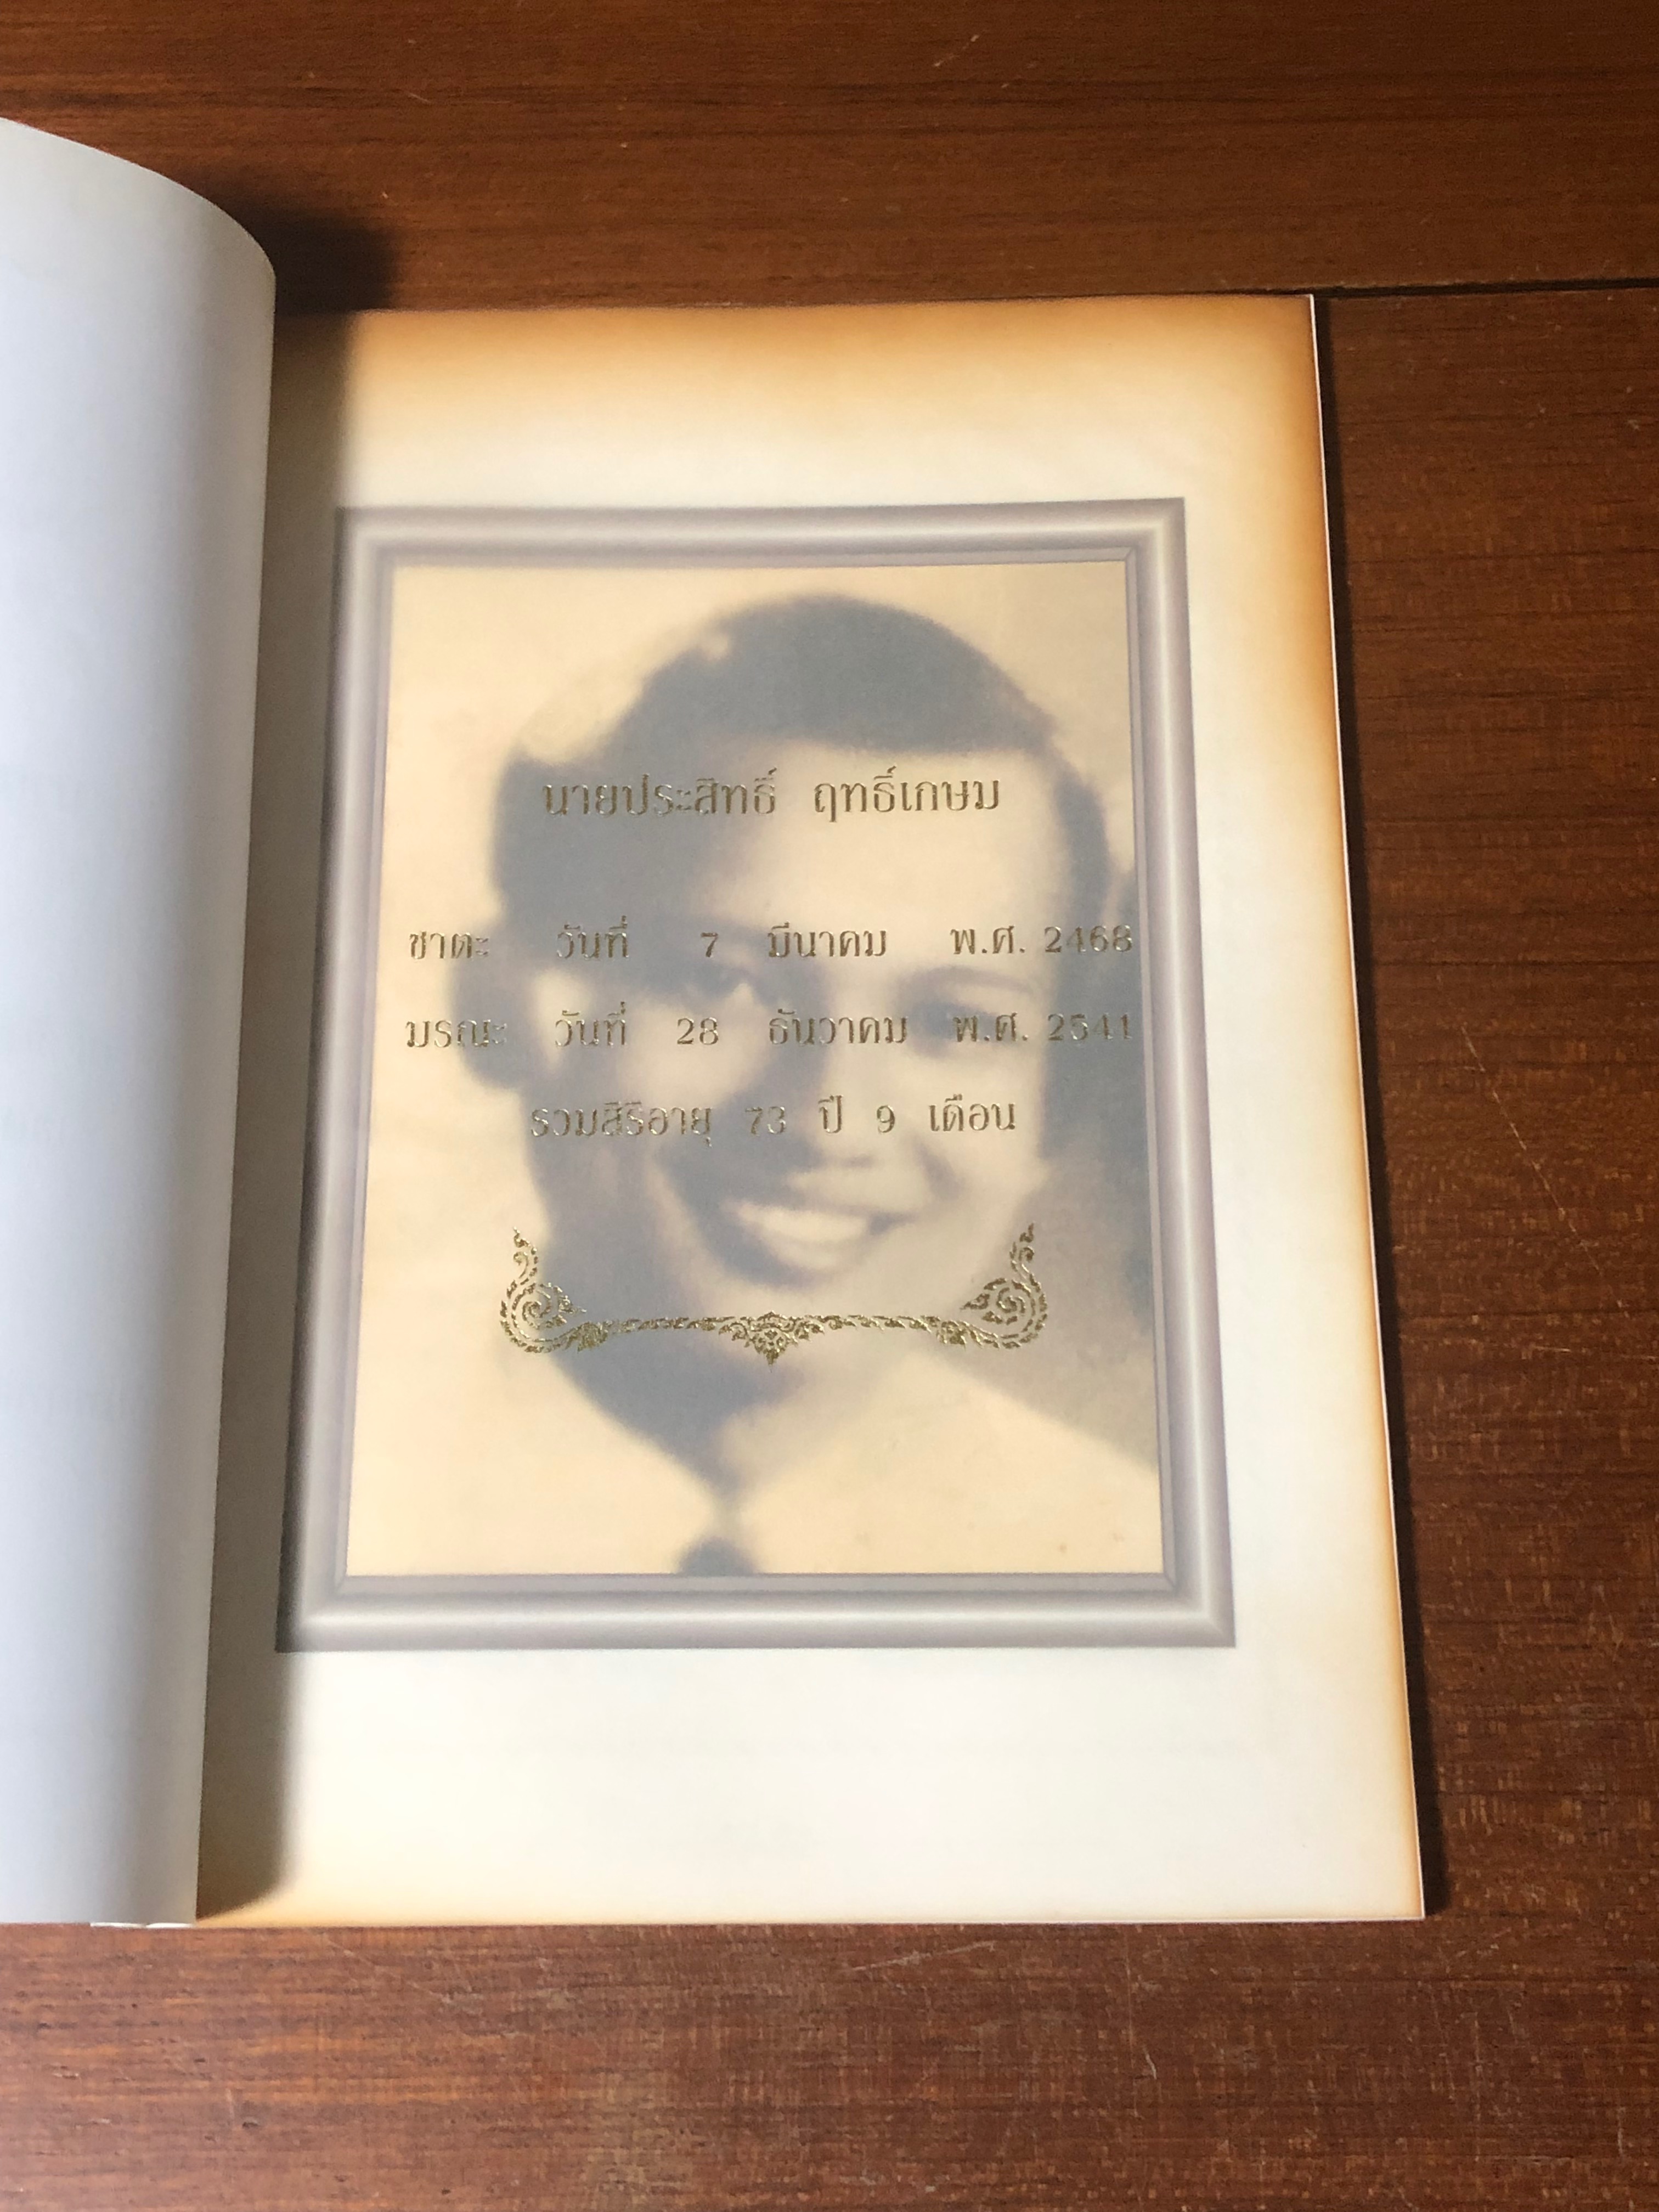 นายประสิทธิ์ ฤทธิ์เกษม
ชาตะ วันที่ 7 มีนาคม พ.ศ. 2468
มรณะ วันที่ 28 ธันวาคม พ.ศ. 2541
รวมสิริอายุ 73 ปี 9 เดือน